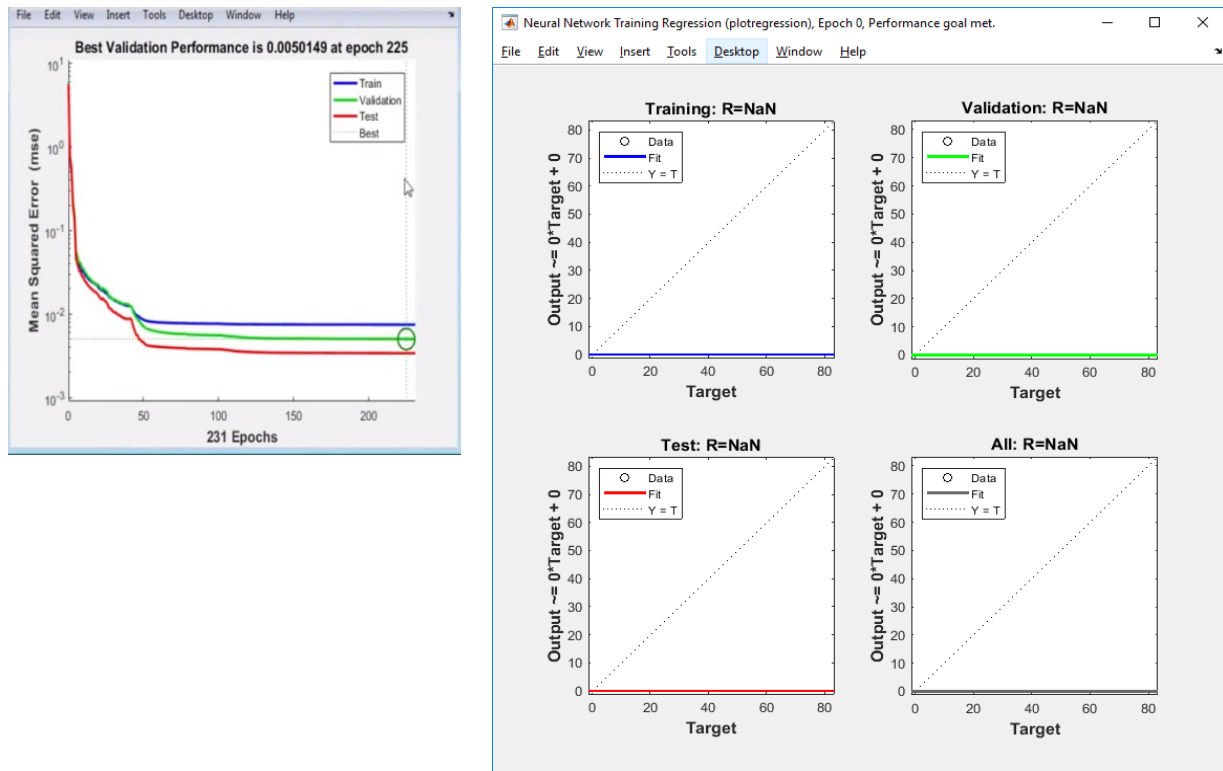 File Edit View Insert Tools Desktop Window Help
Best Validation Performance is 0.0050149 at epoch 225
10^1
10^0
10^-1
10^-2
10^-3
Mean Squared Error (mse)
Train
Validation
Test
Best
0 50 100 150 200
231 Epochs
Neural Network Training Regression (plotregression), Epoch 0, Performance goal met.
File Edit View Insert Tools Desktop Window Help
Training: R=NaN
Output ~= 0*Target + 0
80
70
60
50
40
30
20
10
0
Data
Fit
Y = T
0 20 40 60 80
Target
Validation: R=NaN
Output ~= 0*Target + 0
80
70
60
50
40
30
20
10
0
Data
Fit
Y = T
0 20 40 60 80
Target
Test: R=NaN
Output ~= 0*Target + 0
80
70
60
50
40
30
20
10
0
Data
Fit
Y = T
0 20 40 60 80
Target
All: R=NaN
Output ~= 0*Target + 0
80
70
60
50
40
30
20
10
0
Data
Fit
Y = T
0 20 40 60 80
Target